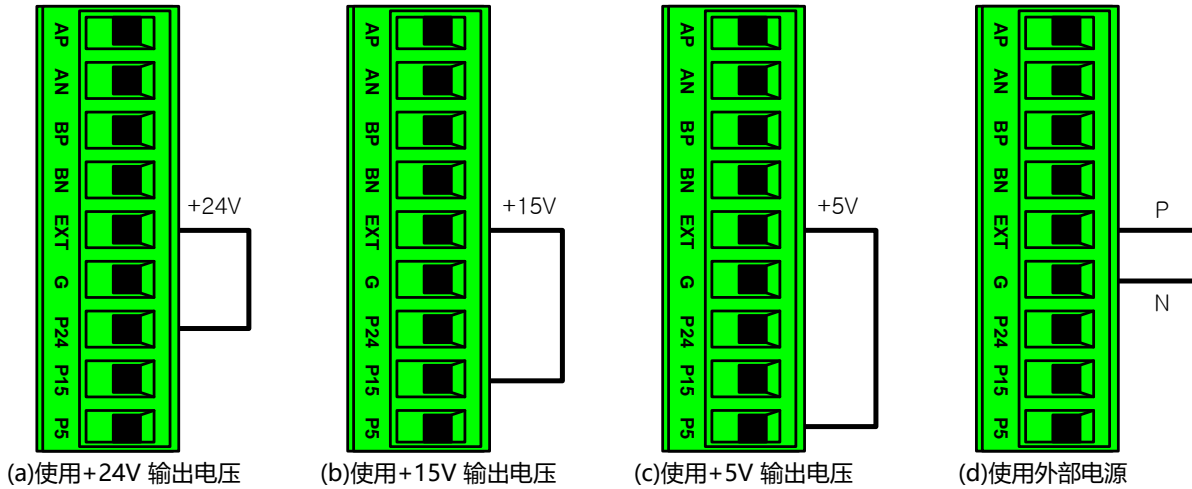 AP
AN
BP
BN
EXT
G
P24
P15
P5
+24V
(a)使用+24V 输出电压
AP
AN
BP
BN
EXT
G
P24
P15
P5
+15V
(b)使用+15V 输出电压
AP
AN
BP
BN
EXT
G
P24
P15
P5
+5V
(c)使用+5V 输出电压
AP
AN
BP
BN
EXT
G
P24
P15
P5
P
N
(d)使用外部电源